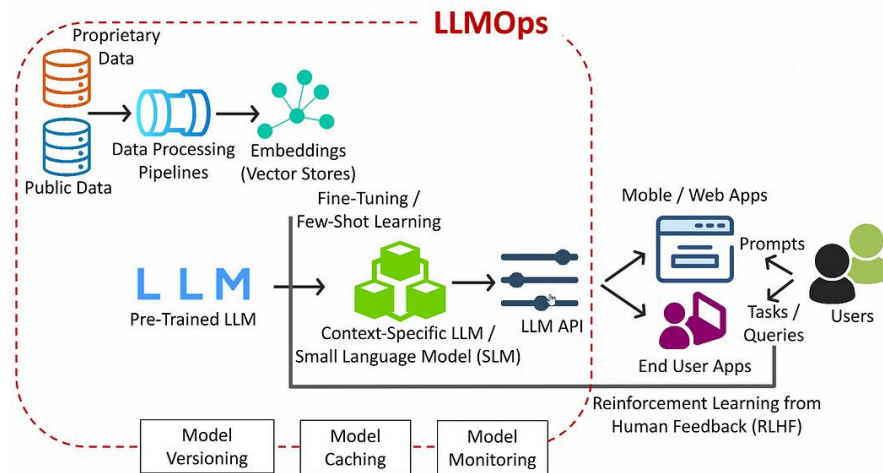 LLMOps
Proprietary
Data
Public Data
Data Processing
Pipelines
Embeddings
(Vector Stores)
Fine-Tuning /
Few-Shot Learning
LLM
Pre-Trained LLM
Context-Specific LLM /
Small Language Model (SLM)
LLM API
Moble / Web Apps
Prompts
Tasks /
Queries
Users
End User Apps
Reinforcement Learning from
Human Feedback (RLHF)
Model
Versioning
Model
Caching
Model
Monitoring